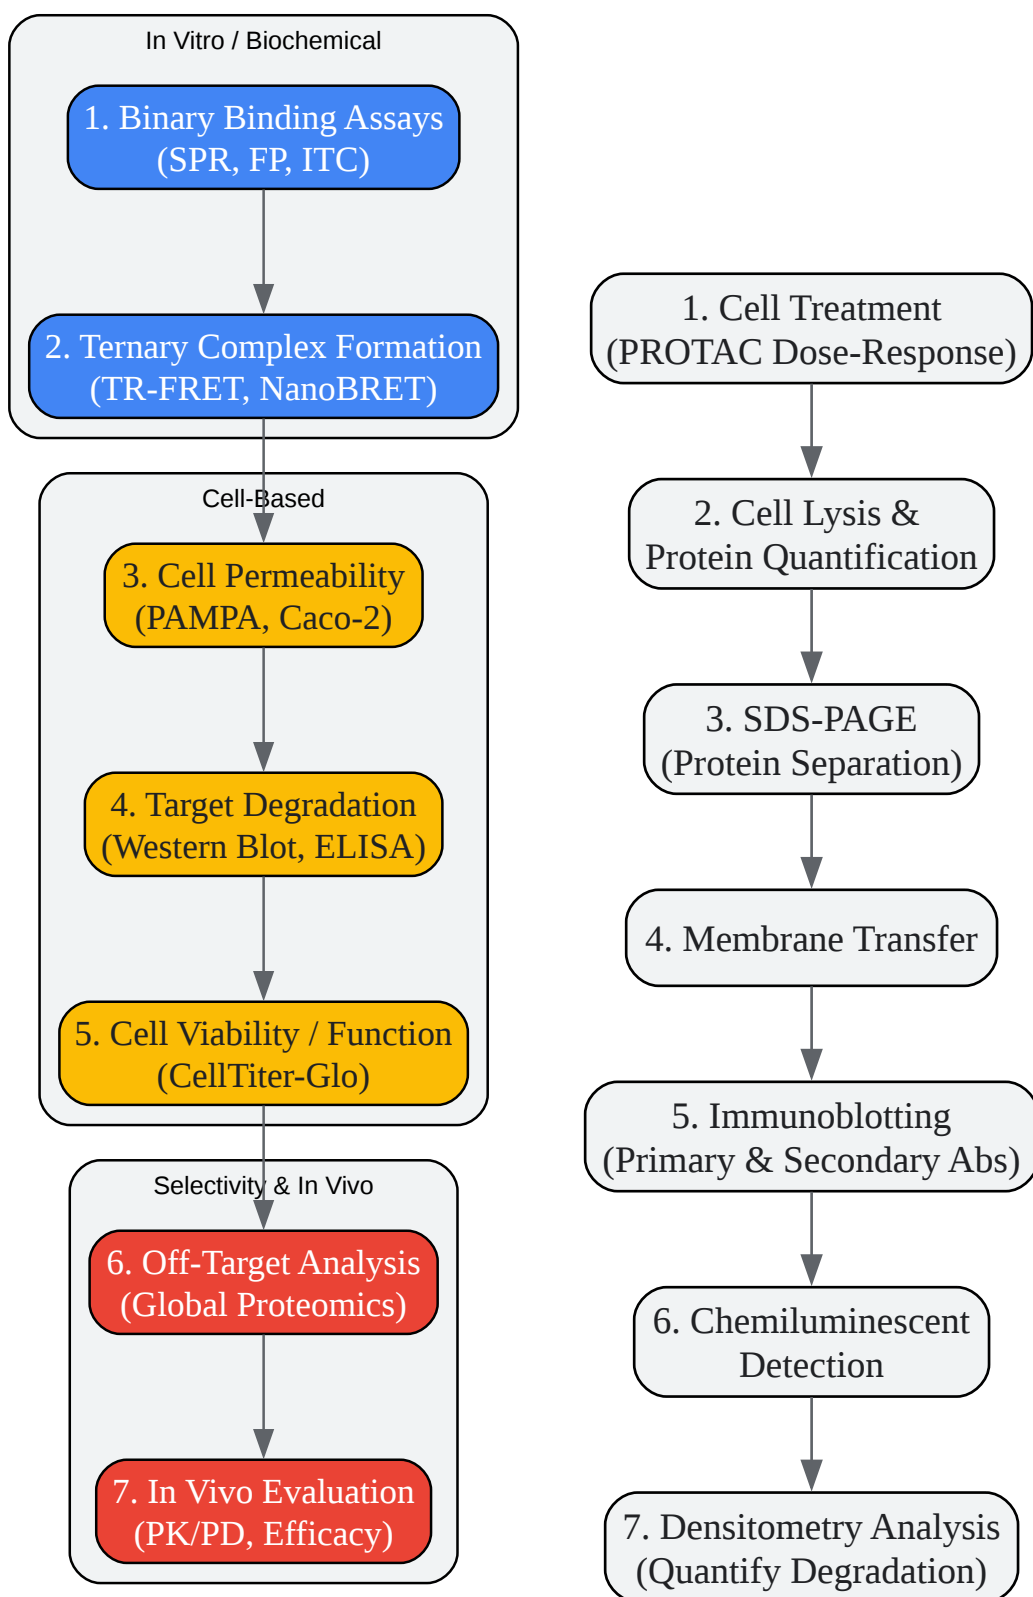 In Vitro / Biochemical
1. Binary Binding Assays
(SPR, FP, ITC)
2. Ternary Complex Formation
(TR-FRET, NanoBRET)
Cell-Based
3. Cell Permeability
(PAMPA, Caco-2)
4. Target Degradation
(Western Blot, ELISA)
5. Cell Viability / Function
(CellTiter-Glo)
Selectivity & In Vivo
6. Off-Target Analysis
(Global Proteomics)
7. In Vivo Evaluation
(PK/PD, Efficacy)
1. Cell Treatment
(PROTAC Dose-Response)
2. Cell Lysis &
Protein Quantification
3. SDS-PAGE
(Protein Separation)
4. Membrane Transfer
5. Immunoblotting
(Primary & Secondary Abs)
6. Chemiluminescent
Detection
7. Densitometry Analysis
(Quantify Degradation)